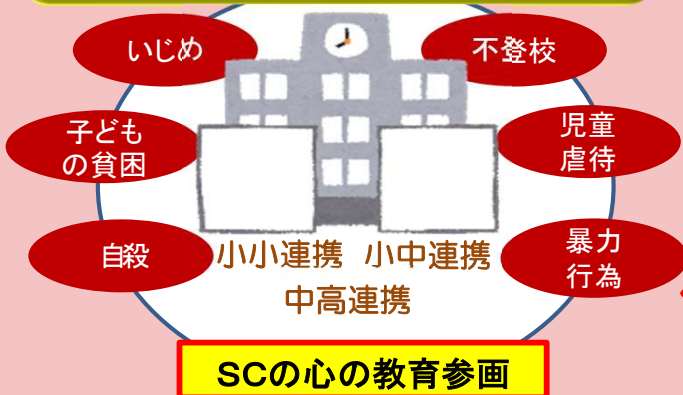 いじめ
不登校
子ども
の貧困
児童
虐待
自殺
暴力
行為
小小連携 小中連携
中高連携
SCの心の教育参画